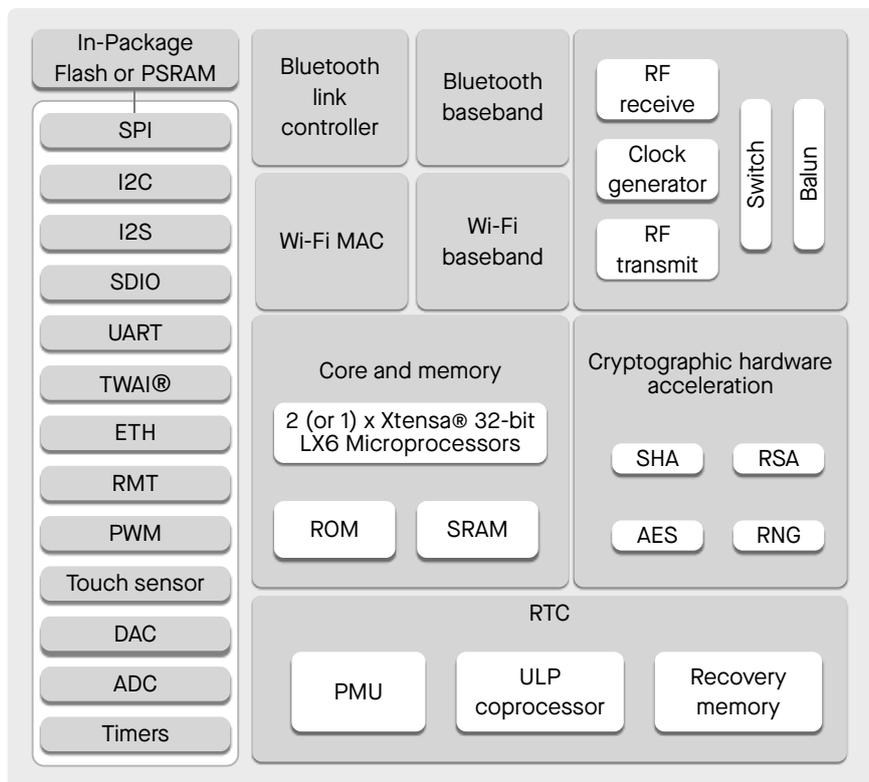 In-Package
Flash or PSRAM
SPI
I2C
I2S
SDIO
UART
TWAI®
ETH
RMT
PWM
Touch sensor
DAC
ADC
Timers
Bluetooth
link
controller
Bluetooth
baseband
Wi-Fi MAC
Wi-Fi
baseband
RF
receive
Clock
generator
RF
transmit
Switch
Balun
Core and memory
2 (or 1) x Xtensa® 32-bit
LX6 Microprocessors
ROM
SRAM
Cryptographic hardware
acceleration
SHA
RSA
AES
RNG
RTC
PMU
ULP
coprocessor
Recovery
memory